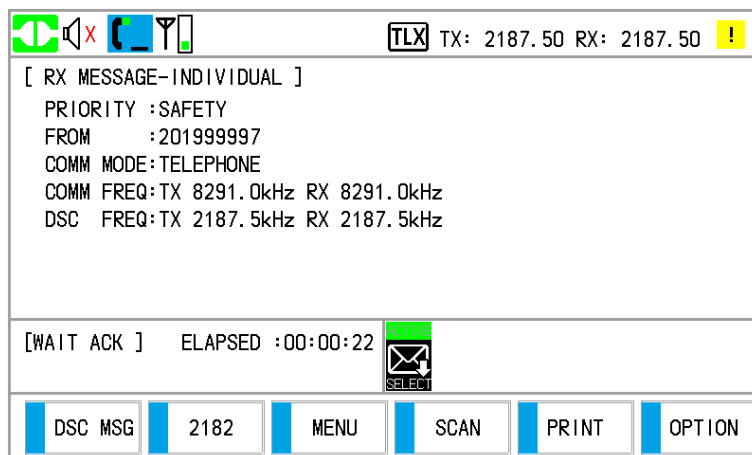 TLX TX: 2187.50 RX: 2187.50 !
[ RX MESSAGE-INDIVIDUAL ]
PRIORITY :SAFETY
FROM :201999997
COMM MODE:TELEPHONE
COMM FREQ:TX 8291.0kHz RX 8291.0kHz
DSC FREQ:TX 2187.5kHz RX 2187.5kHz
[WAIT ACK ] ELAPSED :00:00:22
SELECT
DSC MSG 2182 MENU SCAN PRINT OPTION